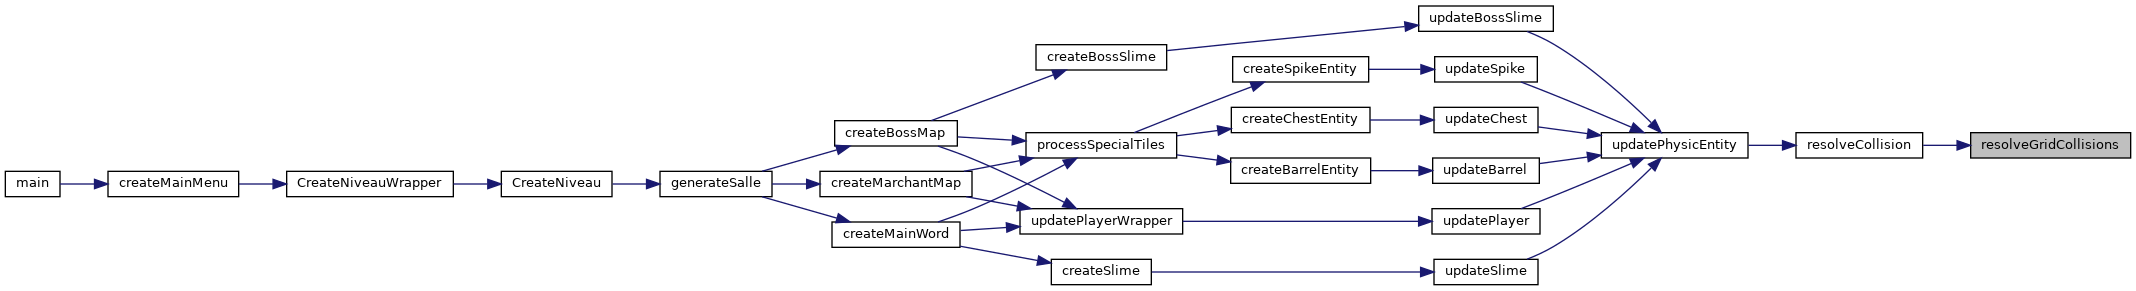 main
createMainMenu
CreateNiveauWrapper
CreateNiveau
generateSalle
createBossMap
createMarchantMap
createMainWord
createBossSlime
processSpecialTiles
updatePlayerWrapper
createSlime
createSpikeEntity
createChestEntity
createBarrelEntity
updateBossSlime
updateSpike
updateChest
updateBarrel
updatePlayer
updateSlime
updatePhysicEntity
resolveCollision
resolveGridCollisions